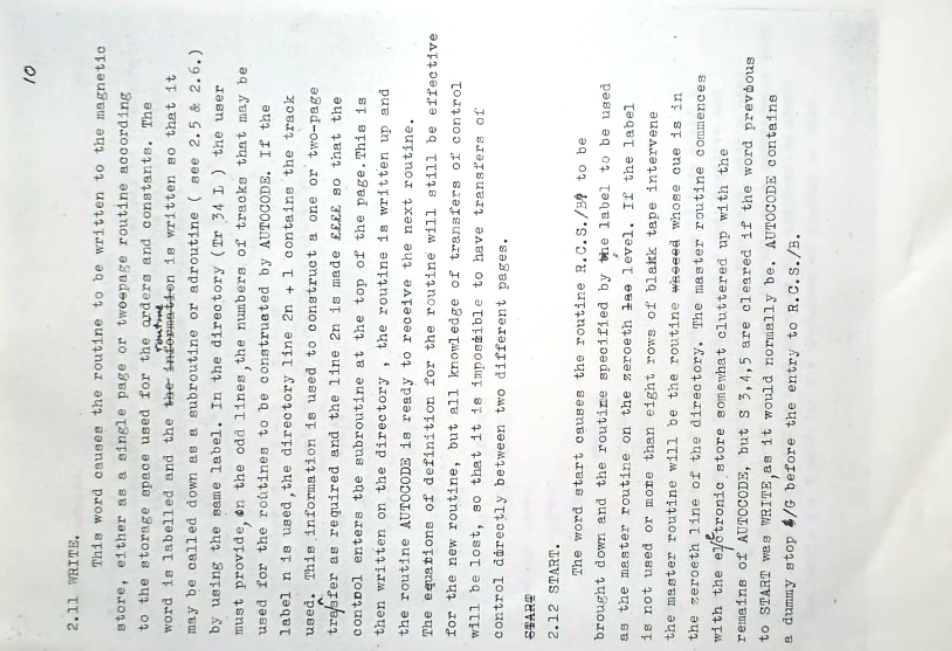 10
2.11 WRITE.
This word causes the routine to be written to the magnetic
store, either as a single page or twoepage routine according
to the storage space used for the orders and constants. The
routine
word is labelled and the the information is written so that it
may be called down as a subroutine or adroutine ( see 2.5 & 2.6.)
by using the same label. In the directory (Tr 34 L ) the user
must provide, on the odd lines, the numbers of tracks that may be
used for the routines to be construsted by AUTOCODE. If the
label n is used, the directory line 2n + 1 contains the track
used. This information is used to construct a one or two-page
trasfer as required and the line 2n is made ££££ so that the
control enters the subroutine at the top of the page.This is
then written on the directory , the routine is written up and
the routine AUTOCODE is ready to receive the next routine.
The equations of definition for the routine will still be effective
for the new routine, but all knowledge of transfers of control
will be lost, so that it is imposible to have transfers of
control directly between two different pages.
START
2.12 START.
The word start causes the routine R.C.S./B to be
brought down and the routine specified by the label to be used
as the master routine on the zeroeth level. If the label
is not used or more than eight rows of blakk tape intervene
the master routine will be the routine whose cue is in
the zeroeth line of the directory. The master routine commences
with the electronic store somewhat cluttered up with the
remains of AUTOCODE, but S 3,4,5 are cleared if the word previous
to START was WRITE, as it would normally be. AUTOCODE contains
a dummy stop /G before the entry to R.C.S./B.